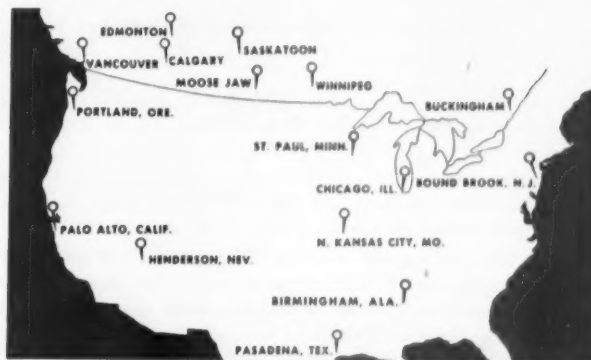 EDMONTON
SASKATOON
VANCOUVER
CALGARY
MOOSE JAW
WINNIPEG
PORTLAND, ORE.
BUCKINGHAM
ST. PAUL, MINN.
CHICAGO, ILL.
BOUND BROOK, N.J.
PALO ALTO, CALIF.
N. KANSAS CITY, MO.
HENDERSON, NEV.
BIRMINGHAM, ALA.
PASADENA, TEX.